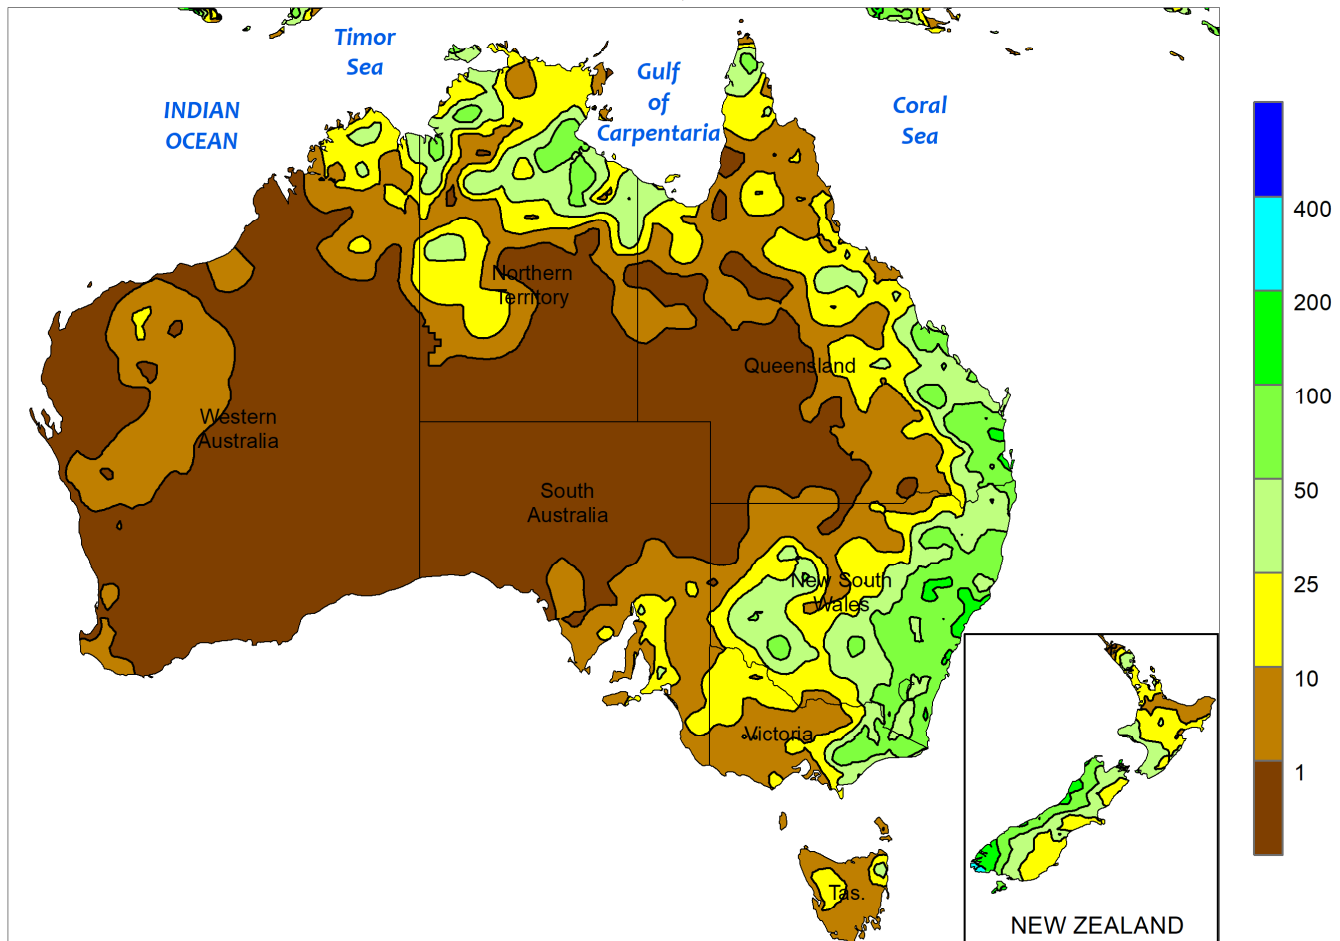 Timor
Sea
INDIAN
OCEAN
Gulf
of
Carpentaria
Coral
Sea
Northern
Territory
Queensland
Western
Australia
South
Australia
New South
Wales
Victoria
Tas.
NEW ZEALAND
400
200
100
50
25
10
1